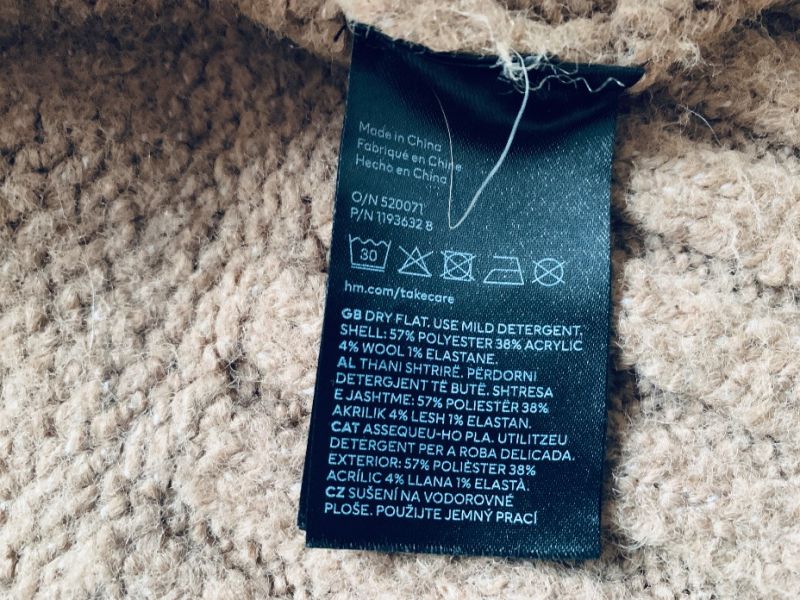 Made in China
Fabriqué en Chine
Hecho en China
O/N 520071
P/N 1193632 8
30
hm.com/takecare
GB DRY FLAT. USE MILD DETERGENT.
SHELL: 57% POLYESTER 38% ACRYLIC
4% WOOL 1% ELASTANE.
AL THANI SHTRIRË. PËRDORNI
DETERGJENT TË BUTË. SHTRESA
E JASHTME: 57% POLIESTËR 38%
AKRILIK 4% LESH 1% ELASTAN.
CAT ASSEQUEU-HO PLA. UTILITZEU
DETERGENT PER A ROBA DELICADA.
EXTERIOR: 57% POLIÈSTER 38%
ACRÍLIC 4% LLANA 1% ELASTÀ.
CZ SUŠENÍ NA VODOROVNÉ
PLOŠE. POUŽIJTE JEMNÝ PRACÍ